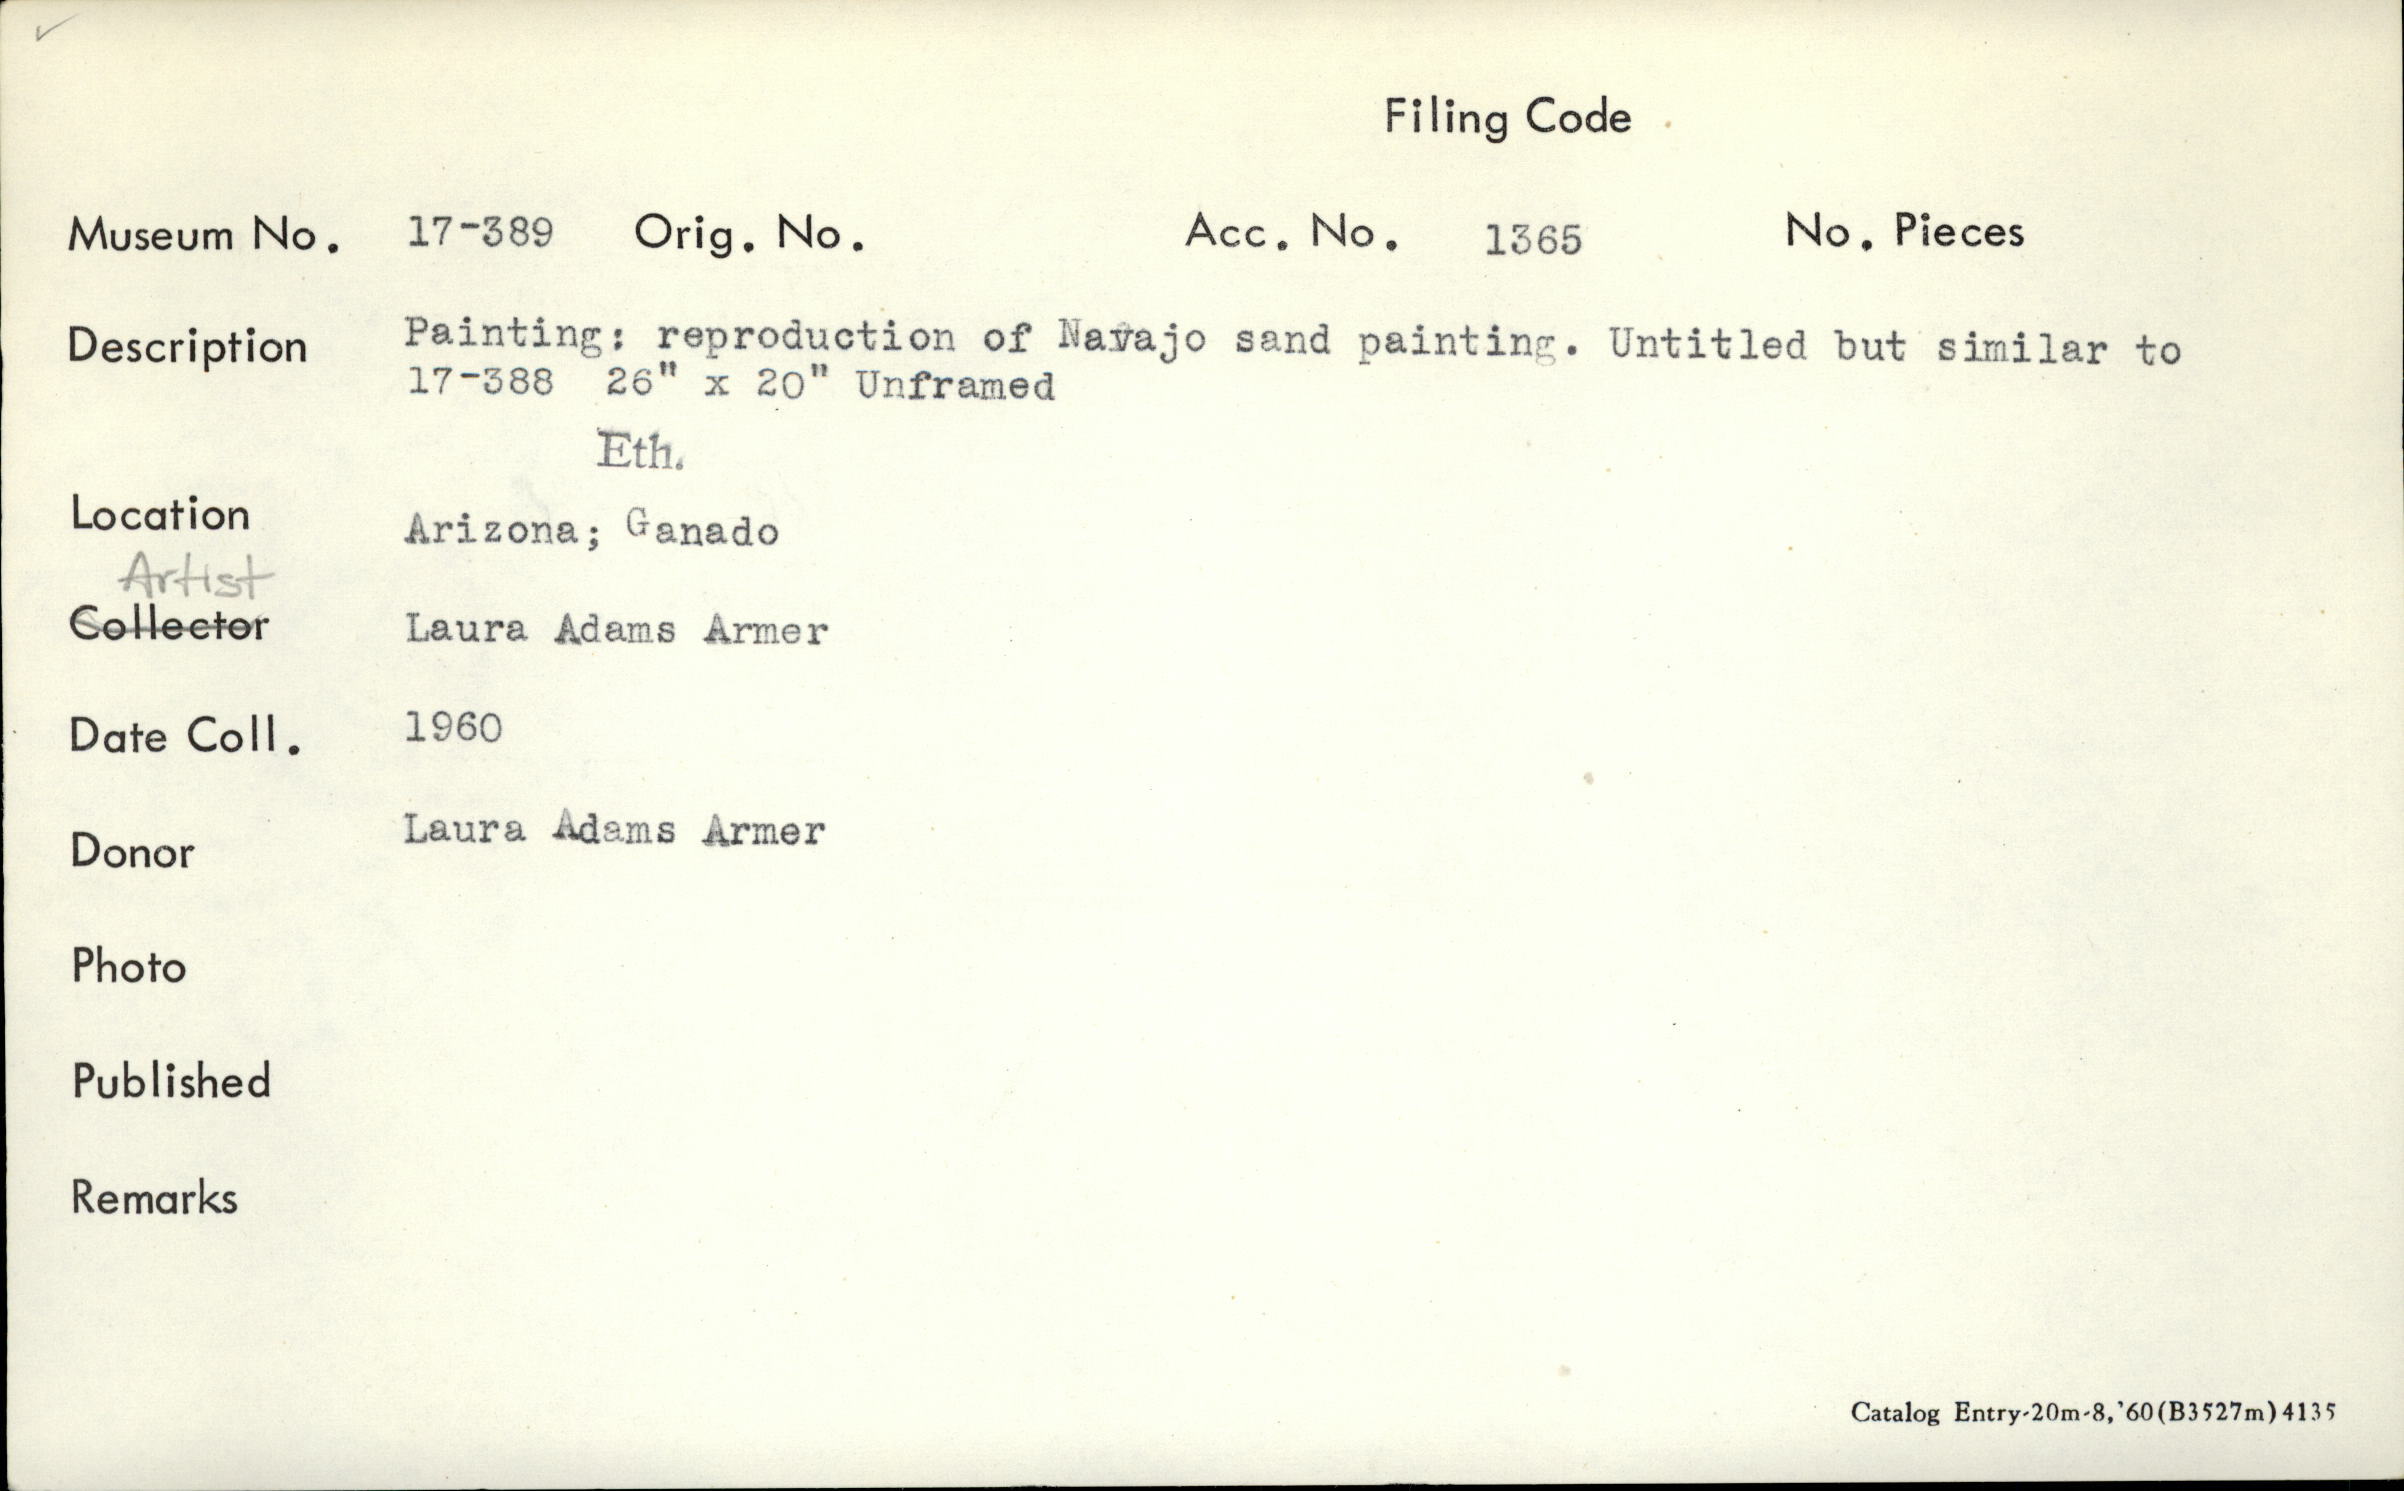 Filing Code
Museum No. 17-389 Orig. No. Acc. No. 1365 No. Pieces
Description Painting: reproduction of Navajo sand painting. Untitled but similar to
17-388 26" x 20" Unframed
Eth.
Location Arizona; Ganado
Artist
Collector Laura Adams Armer
Date Coll. 1960
Donor Laura Adams Armer
Photo
Published
Remarks
Catalog Entry-20m-8,'60(B3527m)4135